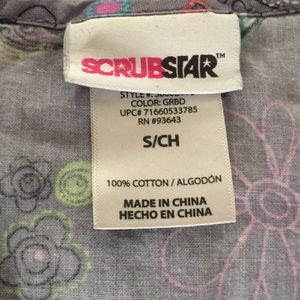 SCRUBSTAR™
STYLE #:
COLOR: GRBD
UPC# 71660533785
RN #93643
S/CH
100% COTTON / ALGODÓN
MADE IN CHINA
HECHO EN CHINA